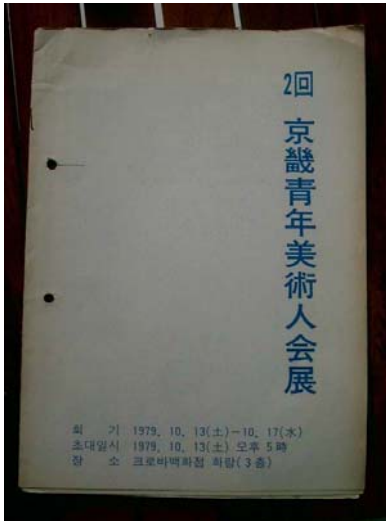 2回 京畿青年美術人会展
회 기 1979. 10. 13(土)-10. 17(水)
초대일시 1979. 10. 13(土) 오후 5時
장 소 크로바백화점 화랑(3층)